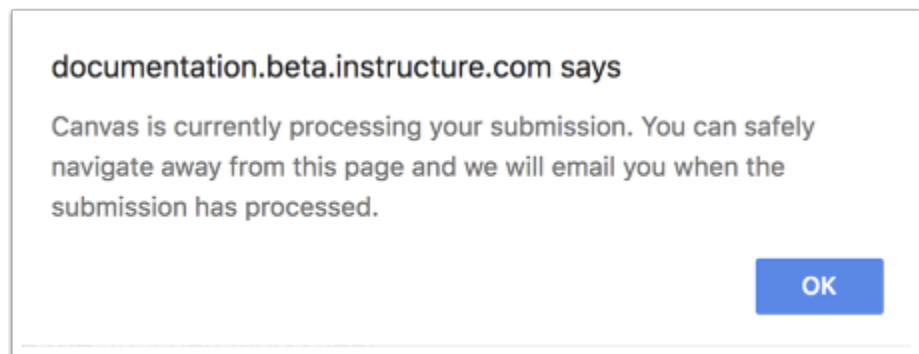 documentation.beta.instructure.com says
Canvas is currently processing your submission. You can safely
navigate away from this page and we will email you when the
submission has processed.
OK